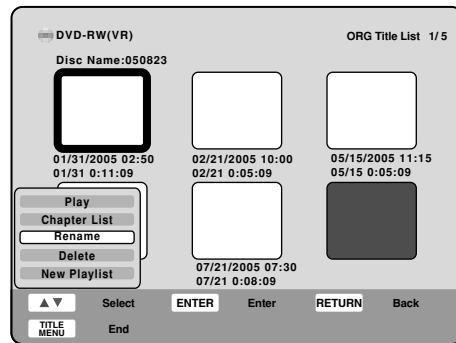 DVD-RW(VR) ORG Title List 1/5
Disc Name:050823
01/31/2005 02:50 02/21/2005 10:00 05/15/2005 11:15
01/31 0:11:09 02/21 0:05:09 05/15 0:05:09
Play
Chapter List
Rename
Delete
New Playlist
07/21/2005 07:30
07/21 0:08:09
▲▼ Select ENTER Enter RETURN Back
TITLE MENU End